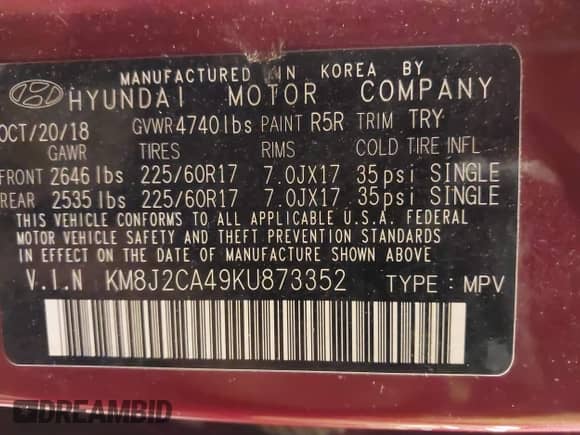 MANUFACTURED IN KOREA BY
HYUNDAI MOTOR COMPANY
OCT/20/18 GVWR 4740lbs PAINT R5R TRIM TRY
GAWR TIRES RIMS COLD TIRE INFL
FRONT 2646lbs 225/60R17 7.0JX17 35psi SINGLE
REAR 2535lbs 225/60R17 7.0JX17 35psi SINGLE
THIS VEHICLE CONFORMS TO ALL APPLICABLE U.S.A. FEDERAL
MOTOR VEHICLE SAFETY, BUMPER, AND THEFT PREVENTION STANDARDS
IN EFFECT ON THE DATE OF MANUFACTURE SHOWN ABOVE.
V.I.N KM8J2CA49KU873352 TYPE : MPV
DREAMBID